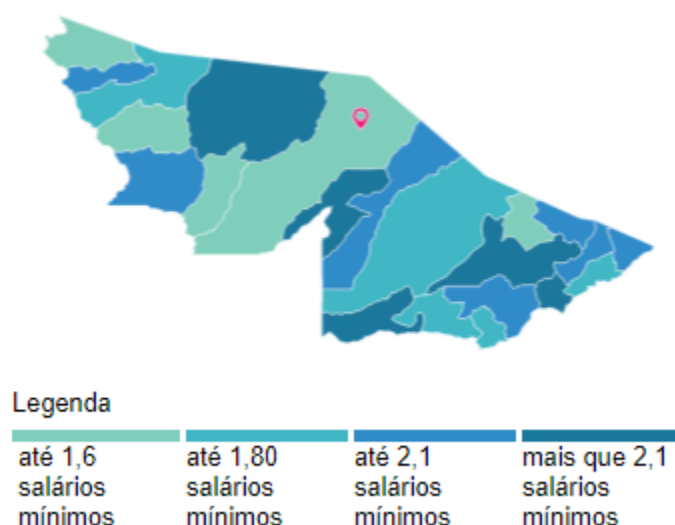 Legenda
até 1,6
salários
mínimos
até 1,80
salários
mínimos
até 2,1
salários
mínimos
mais que 2,1
salários
mínimos